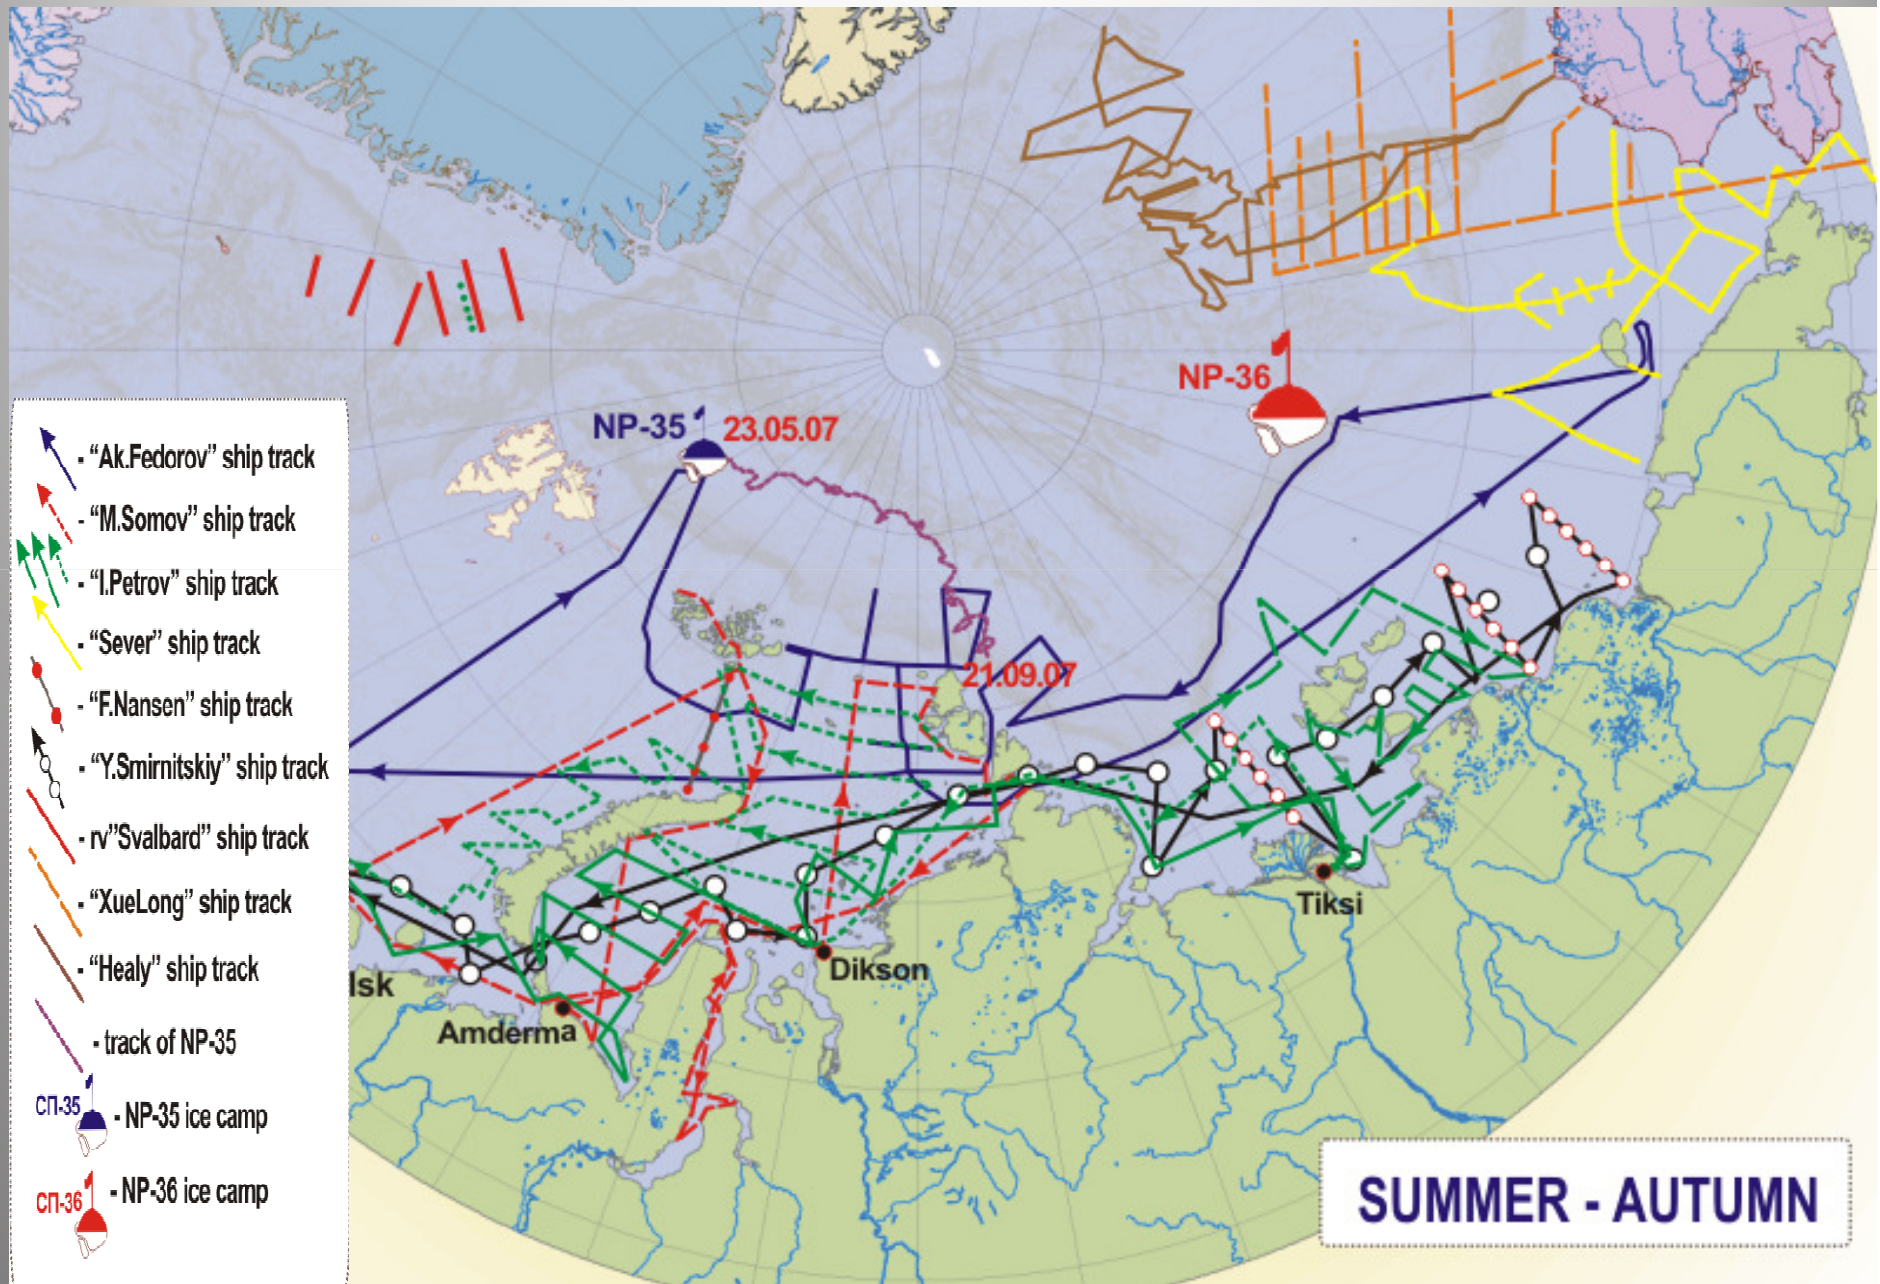 NP-35
23.05.07
NP-36
21.09.07
- “Ak.Fedorov” ship track
- “M.Somov” ship track
- “I.Petrov” ship track
- “Sever” ship track
- “F.Nansen” ship track
- “Y.Smirnitskiy” ship track
- rv”Svalbard” ship track
- “XueLong” ship track
- “Healy” ship track
- track of NP-35
СП-35 - NP-35 ice camp
СП-36 - NP-36 ice camp
lsk
Amderma
Dikson
Tiksi
SUMMER - AUTUMN